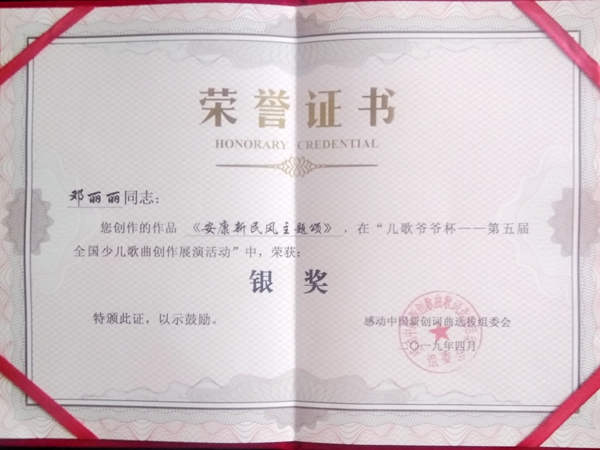 荣誉证书
HONORARY CREDENTIAL
邓丽丽同志：
您创作的作品《安康新民风主题颂》，在“儿歌爷爷杯——第五届
全国少儿歌曲创作展演活动”中，荣获：
银奖
特颁此证，以示鼓励。
感动中国新创词曲选拔组委会
〇一九年四月
组委会